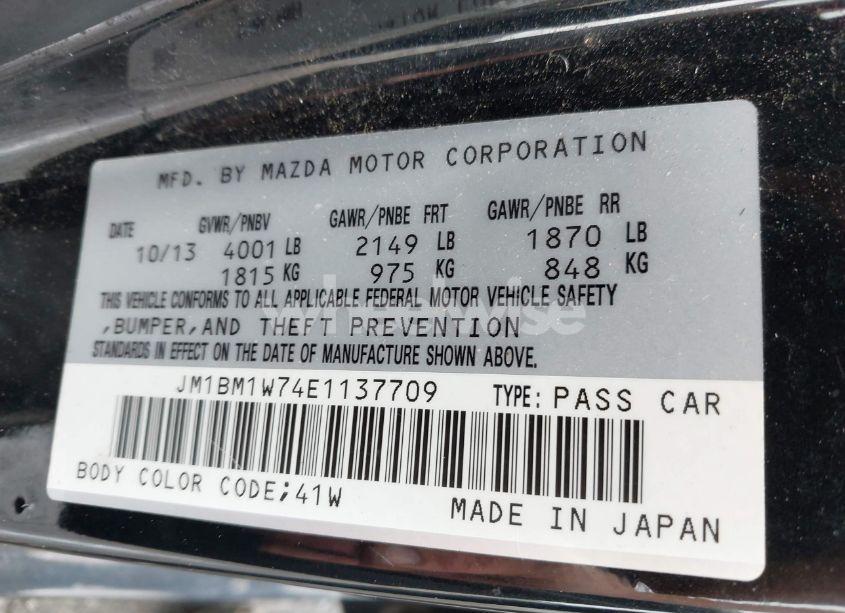 MFD. BY MAZDA MOTOR CORPORATION
DATE GVWR/PNBV GAWR/PNBE FRT GAWR/PNBE RR
10/13 4001 LB 2149 LB 1870 LB
1815 KG 975 KG 848 KG
THIS VEHICLE CONFORMS TO ALL APPLICABLE FEDERAL MOTOR VEHICLE SAFETY
,BUMPER,AND THEFT PREVENTION
STANDARDS IN EFFECT ON THE DATE OF MANUFACTURE SHOWN ABOVE.
JM1BM1W74E1137709 TYPE: PASS CAR
BODY COLOR CODE;41W
MADE IN JAPAN